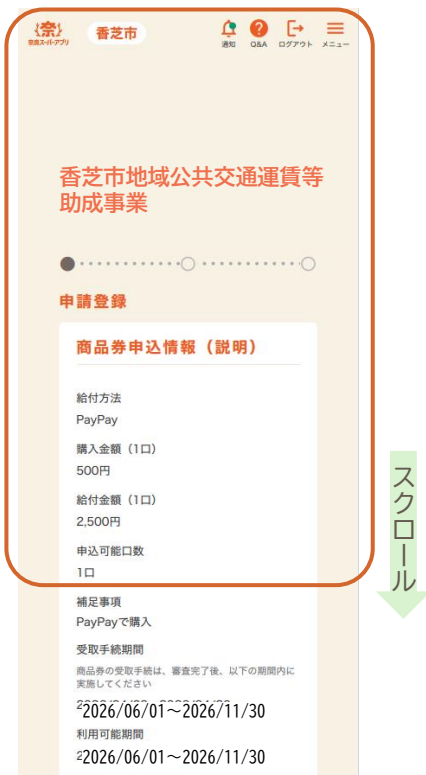 奈
奈良スーパーアプリ
香芝市
通知 Q&A ログアウト メニュー
香芝市地域公共交通運賃等
助成事業
申請登録
商品券申込情報（説明）
給付方法
PayPay
購入金額（1口）
500円
給付金額（1口）
2,500円
申込可能口数
1口
補足事項
PayPayで購入
受取手続期間
商品券の受取手続は、審査完了後、以下の期間内に
実施してください
2026/06/01～2026/11/30
利用可能期間
2026/06/01～2026/11/30
スクロール